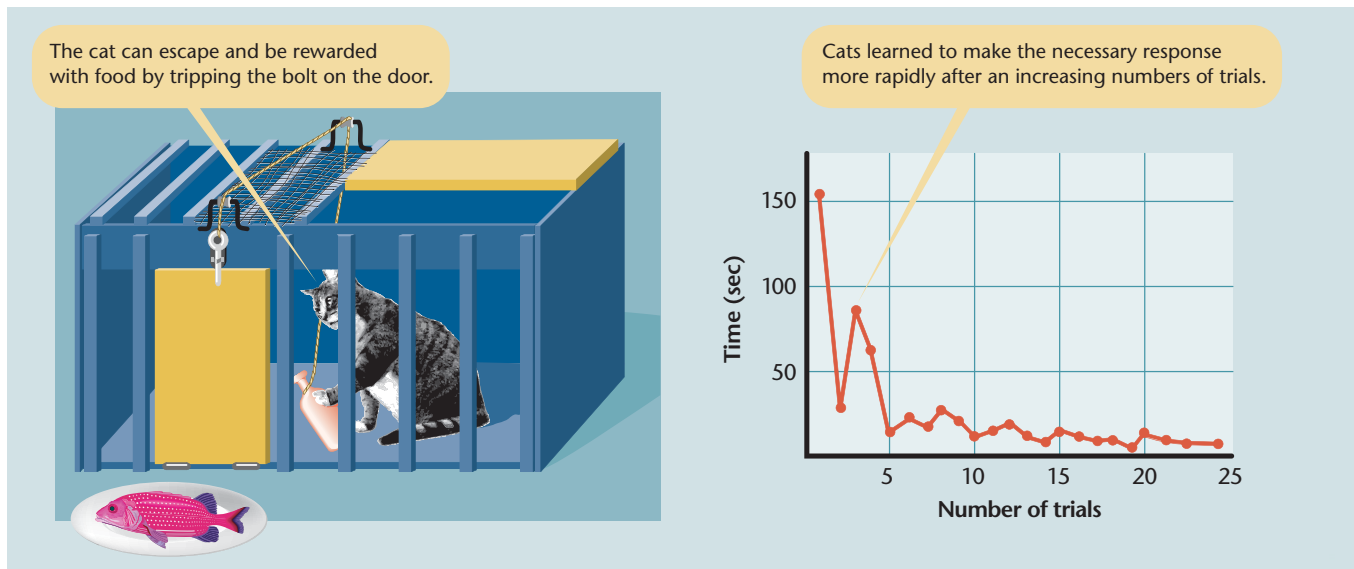 The cat can escape and be rewarded
with food by tripping the bolt on the door.
Cats learned to make the necessary response
more rapidly after an increasing numbers of trials.
Time (sec)
150
100
50
5
10
15
20
25
Number of trials